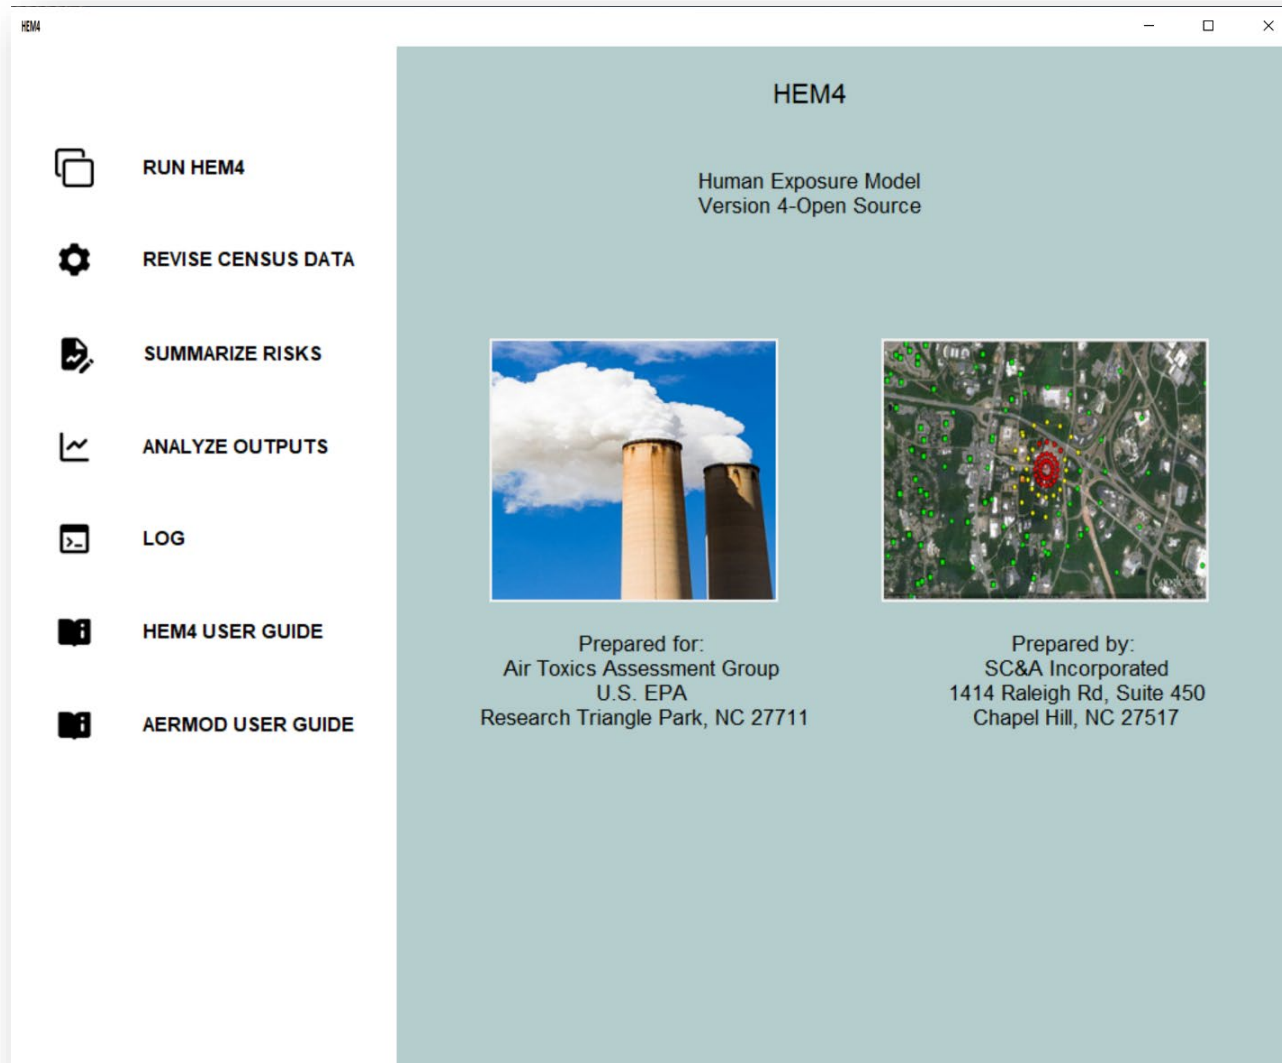 HEM4
RUN HEM4
REVISE CENSUS DATA
SUMMARIZE RISKS
ANALYZE OUTPUTS
LOG
HEM4 USER GUIDE
AERMOD USER GUIDE
HEM4
Human Exposure Model
Version 4-Open Source
Prepared for:
Air Toxics Assessment Group
U.S. EPA
Research Triangle Park, NC 27711
Prepared by:
SC&A Incorporated
1414 Raleigh Rd, Suite 450
Chapel Hill, NC 27517